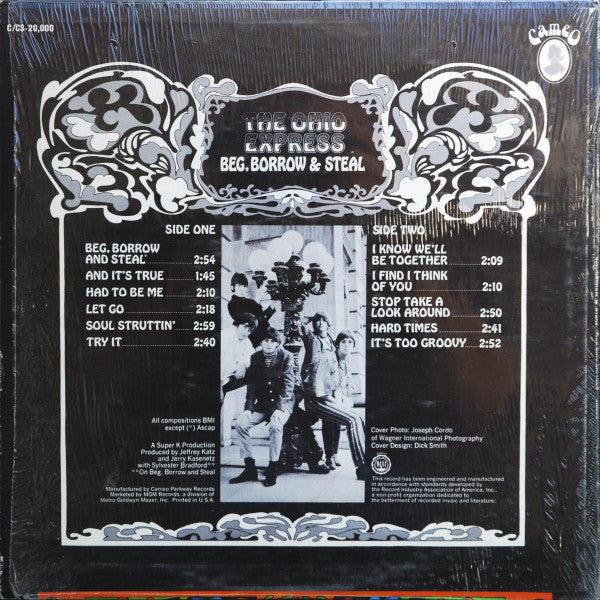 C/CS-20,000
CAMEO
THE OHIO
EXPRESS
BEG, BORROW & STEAL
SIDE ONE
BEG, BORROW
AND STEAL* 2:54
AND IT'S TRUE 1:45
HAD TO BE ME 2:10
LET GO 2:18
SOUL STRUTTIN' 2:59
TRY IT 2:40
SIDE TWO
I KNOW WE'LL
BE TOGETHER 2:09
I FIND I THINK
OF YOU 2:10
STOP TAKE A
LOOK AROUND 2:50
HARD TIMES 2:41
IT'S TOO GROOVY 2:52
All compositions BMI
except (*) Ascap
A Super K Production
Produced by Jeffrey Katz
and Jerry Kasenetz
with Sylvester Bradford**
**On Beg, Borrow and Steal
Manufactured by Cameo Parkway Records
Marketed by MGM Records, a division of
Metro-Goldwyn Mayer, Inc. Printed in U.S.A.
Cover Photo: Joseph Cordo
of Wagner International Photography
Cover Design: Dick Smith
This record has been engineered and manufactured
in accordance with standards developed by
the Record Industry Association of America, Inc.,
a non profit organization dedicated to
the betterment of recorded music and literature.